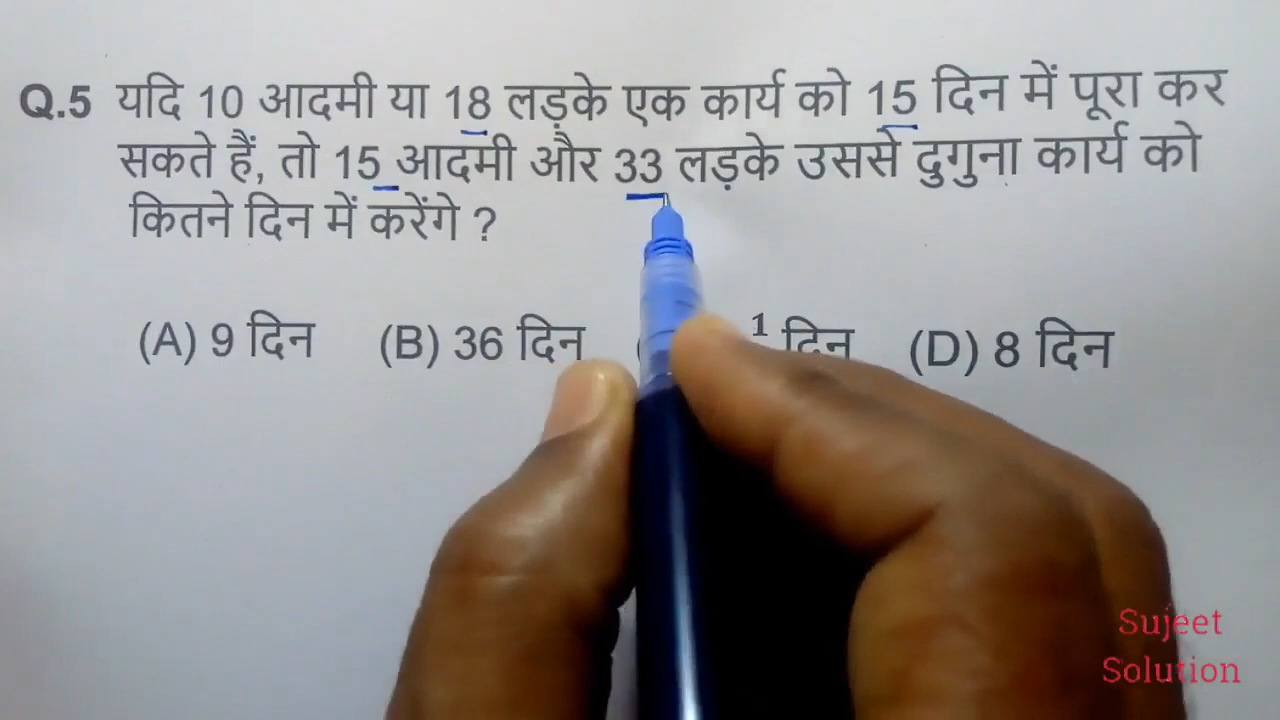 Q.5 यदि 10 आदमी या 18 लड़के एक कार्य को 15 दिन में पूरा कर
सकते हैं, तो 15 आदमी और 33 लड़के उससे दुगुना कार्य को
कितने दिन में करेंगे ?
(A) 9 दिन (B) 36 दिन ( 1 दिन (D) 8 दिन
Sujeet
Solution